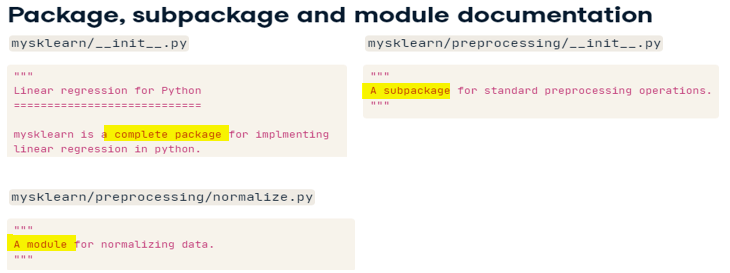 Package, subpackage and module documentation
mysklearn/__init__.py
"""
Linear regression for Python
============================
mysklearn is a complete package for implmenting
linear regression in python.
mysklearn/preprocessing/__init__.py
"""
A subpackage for standard preprocessing operations.
"""
mysklearn/preprocessing/normalize.py
"""
A module for normalizing data.
"""